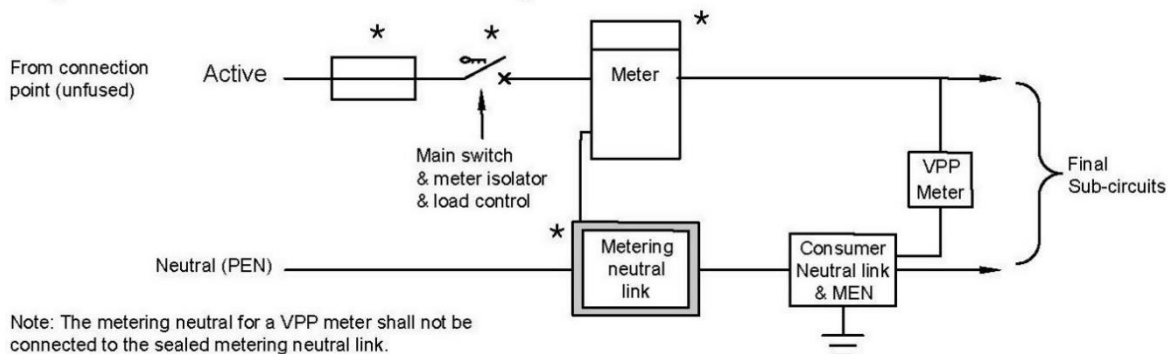 *
*
*
From connection
point (unfused)
Active
Meter
Main switch
& meter isolator
& load control
VPP
Meter
Final
Sub-circuits
*
Metering
neutral
link
Consumer
Neutral link
& MEN
Neutral (PEN)
Note: The metering neutral for a VPP meter shall not be
connected to the sealed metering neutral link.